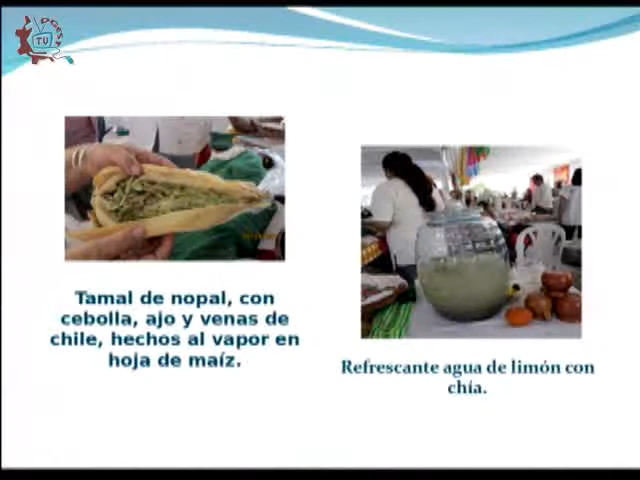 TV
Tamal de nopal, con
cebolla, ajo y venas de
chile, hechos al vapor en
hoja de maíz.
Refrescante agua de limón con
chía.